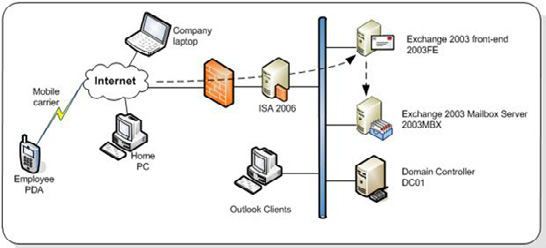 Company
laptop
Internet
Mobile
carrier
Employee
PDA
Home
PC
ISA 2006
Outlook Clients
Exchange 2003 front-end
2003FE
Exchange 2003 Mailbox Server
2003MBX
Domain Controller
DC01